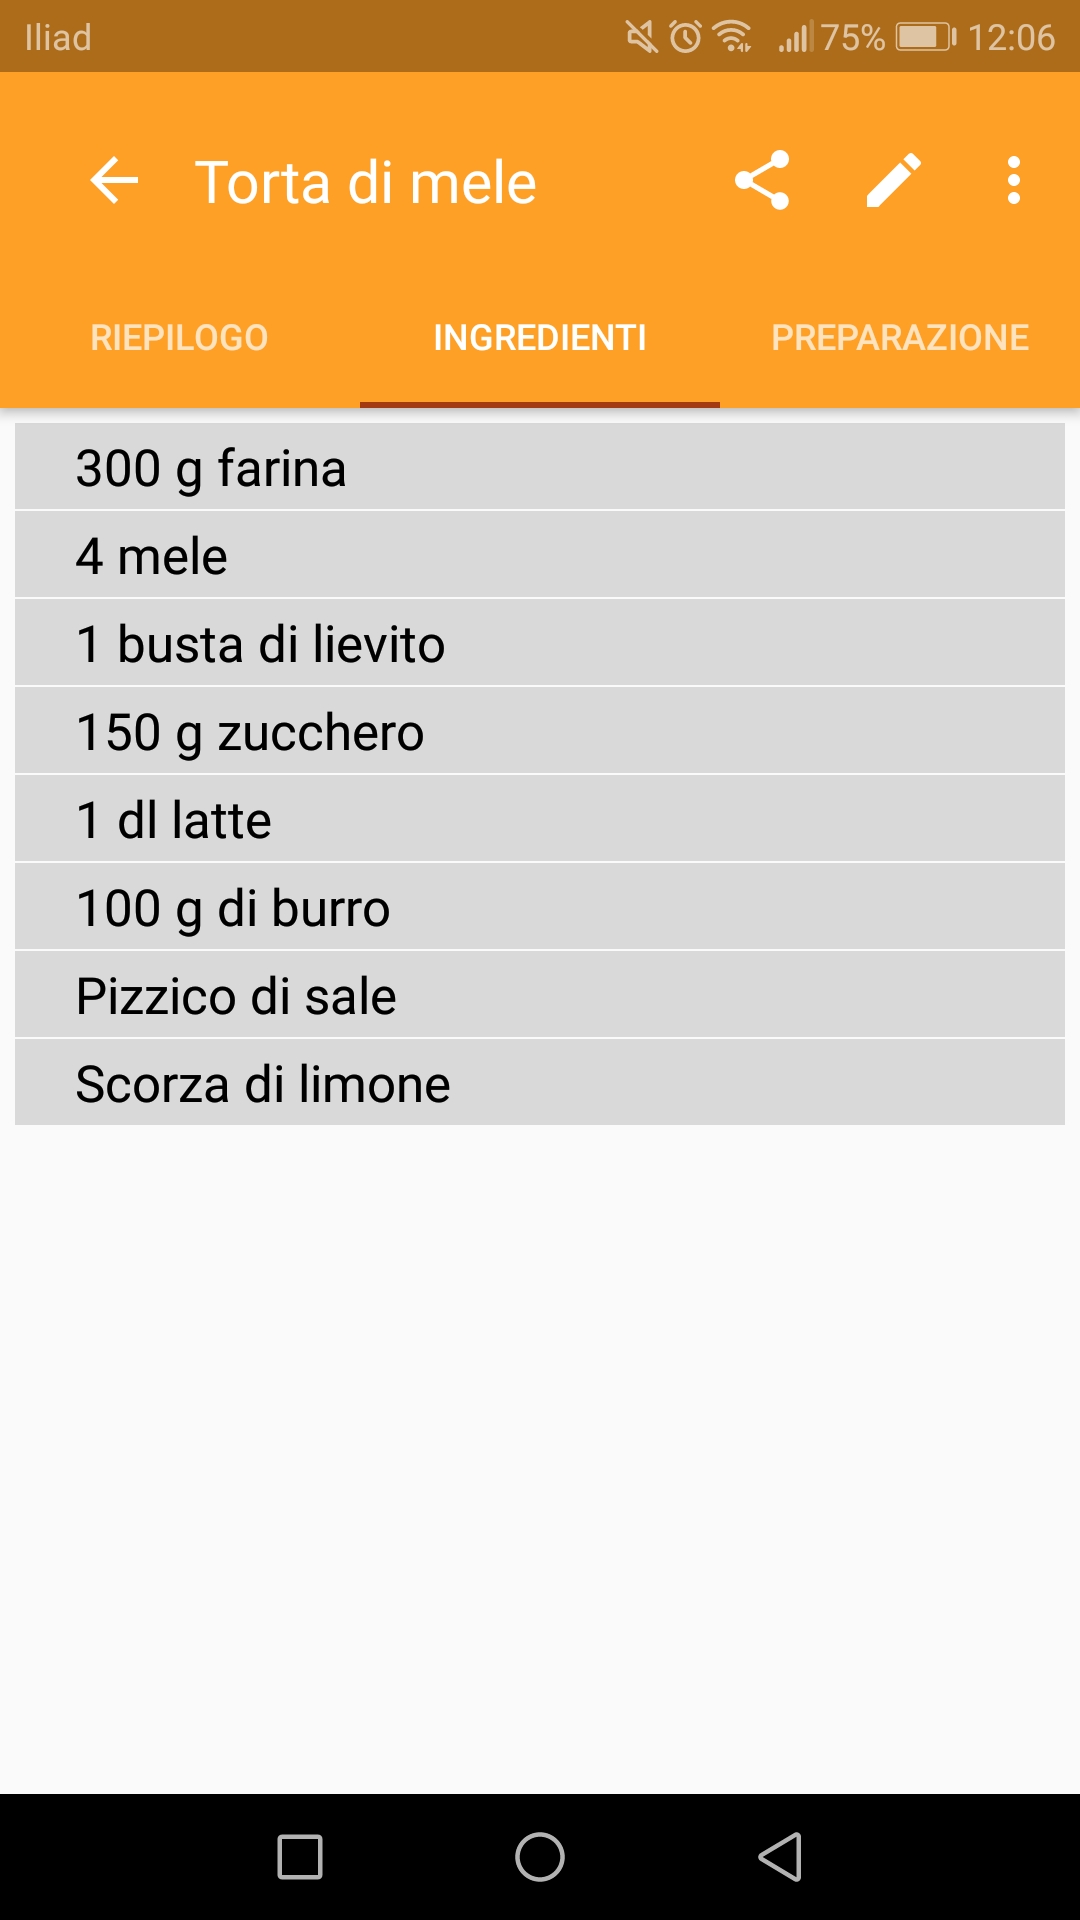 Iliad 75% 12:06
Torta di mele
RIEPILOGO INGREDIENTI PREPARAZIONE
300 g farina
4 mele
1 busta di lievito
150 g zucchero
1 dl latte
100 g di burro
Pizzico di sale
Scorza di limone